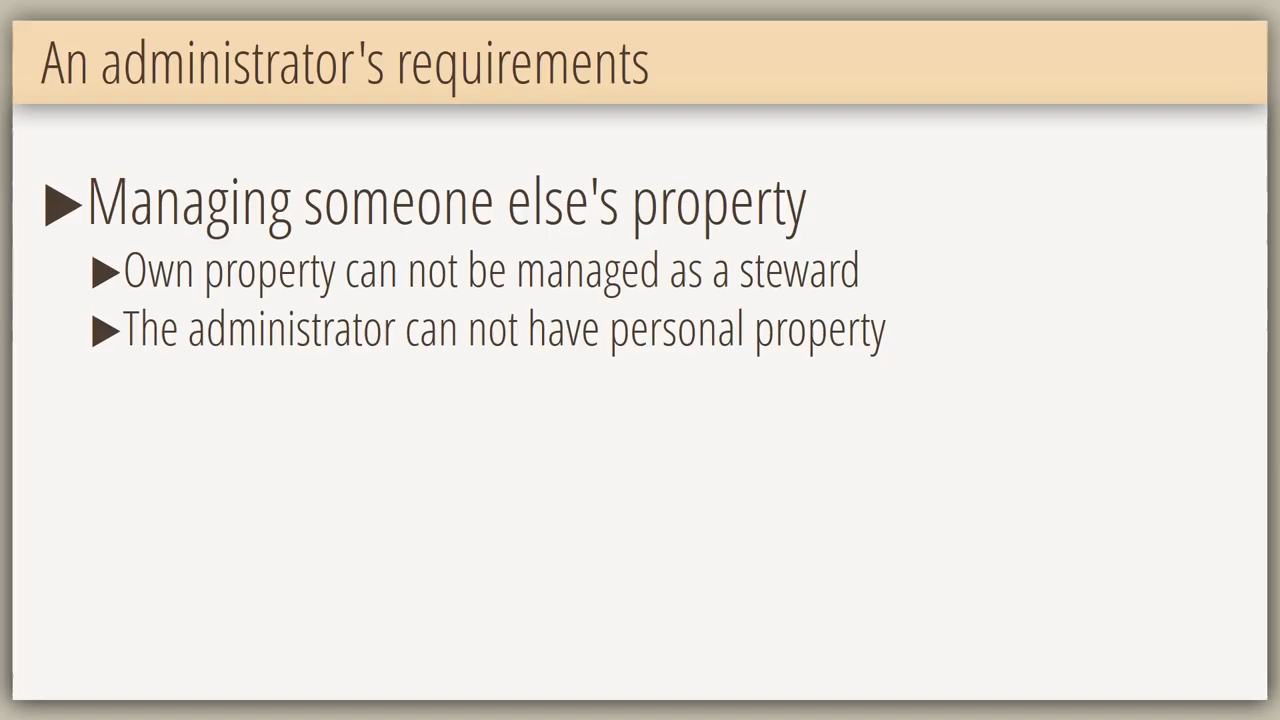 An administrator's requirements
▶Managing someone else's property
▶Own property can not be managed as a steward
▶The administrator can not have personal property